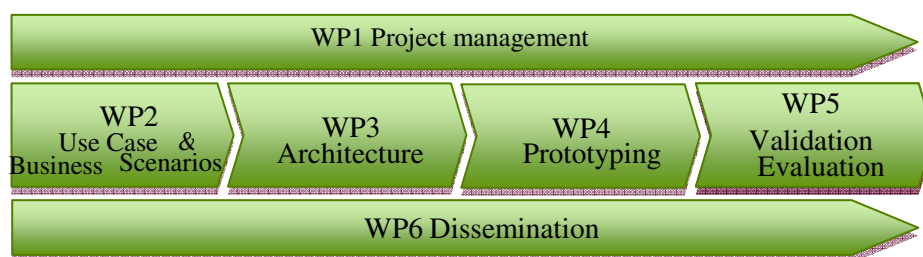 WP1 Project management
WP2
Use Case &
Business Scenarios
WP3
Architecture
WP4
Prototyping
WP5
Validation
Evaluation
WP6 Dissemination